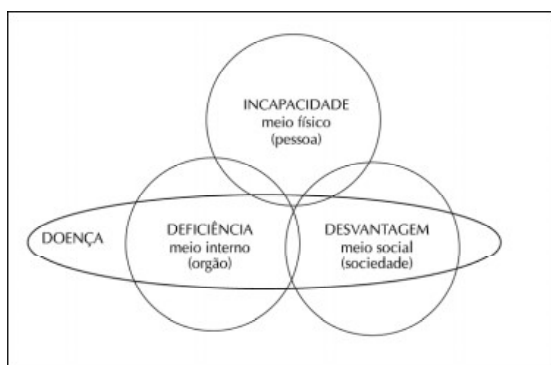 INCAPACIDADE
meio físico
(pessoa)
DOENÇA
DEFICIÊNCIA
meio interno
(orgão)
DESVANTAGEM
meio social
(sociedade)